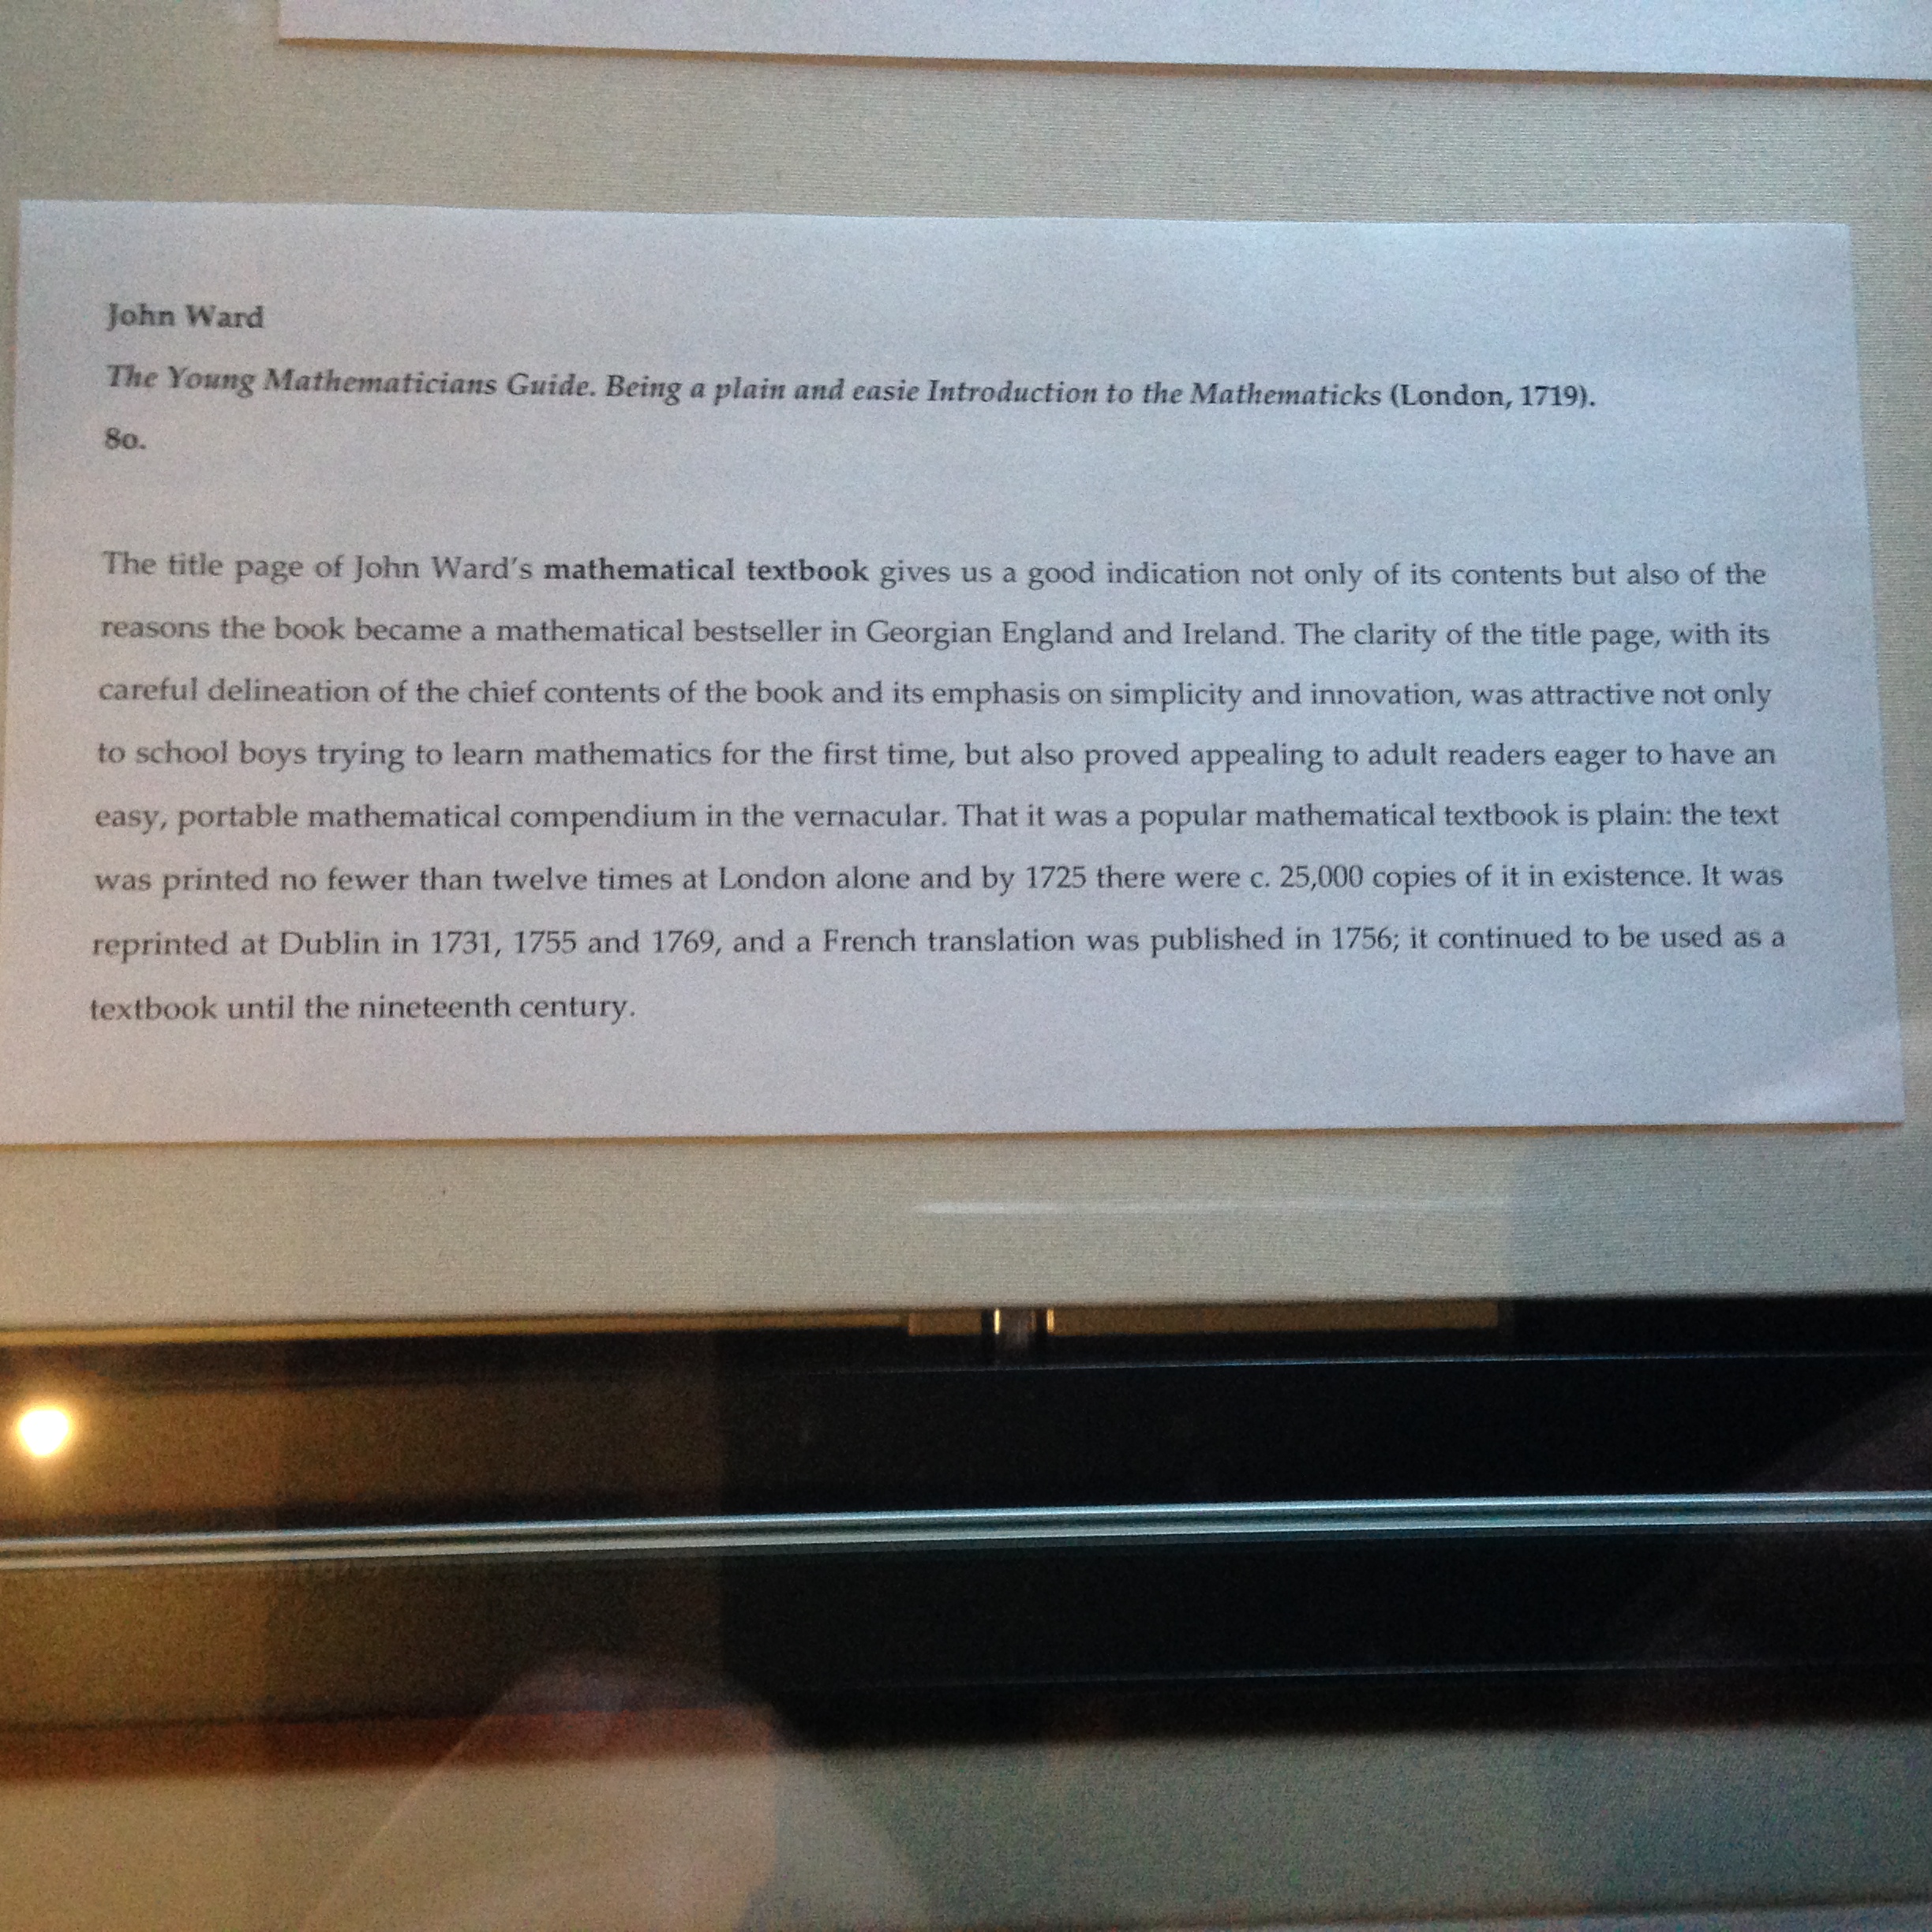 John Ward
The Young Mathematicians Guide. Being a plain and easie Introduction to the Mathematicks (London, 1719).
8o.
The title page of John Ward's mathematical textbook gives us a good indication not only of its contents but also of the
reasons the book became a mathematical bestseller in Georgian England and Ireland. The clarity of the title page, with its
careful delineation of the chief contents of the book and its emphasis on simplicity and innovation, was attractive not only
to school boys trying to learn mathematics for the first time, but also proved appealing to adult readers eager to have an
easy, portable mathematical compendium in the vernacular. That it was a popular mathematical textbook is plain: the text
was printed no fewer than twelve times at London alone and by 1725 there were c. 25,000 copies of it in existence. It was
reprinted at Dublin in 1731, 1755 and 1769, and a French translation was published in 1756; it continued to be used as a
textbook until the nineteenth century.